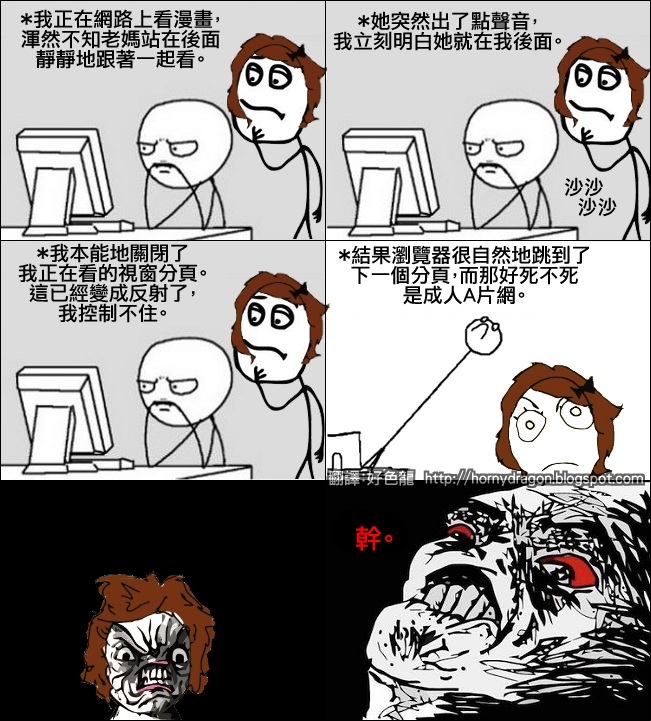 *我正在網路上看漫畫，
渾然不知老媽站在後面
靜靜地跟著一起看。
*她突然出了點聲音，
我立刻明白她就在我後面。
沙沙
沙沙
*我本能地關閉了
我正在看的視窗分頁。
這已經變成反射了，
我控制不住。
*結果瀏覽器很自然地跳到了
下一個分頁，而那好死不死
是成人A片網。
翻譯：好色龍 http://hornydragon.blogspot.com
幹。